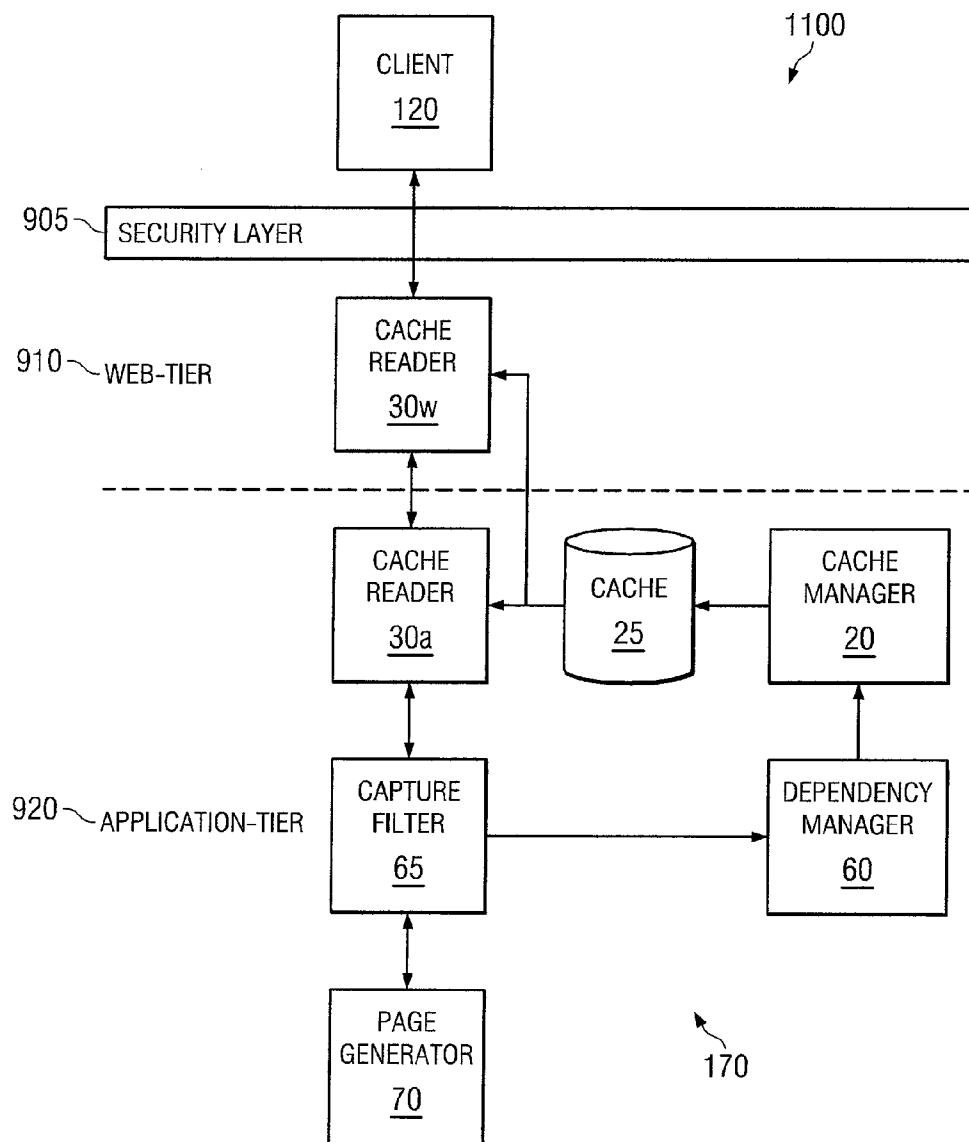 1100
CLIENT
120
905
SECURITY LAYER
CACHE
READER
30w
910
WEB-TIER
CACHE
READER
30a
CACHE
25
CACHE
MANAGER
20
920
APPLICATION-TIER
CAPTURE
FILTER
65
DEPENDENCY
MANAGER
60
PAGE
GENERATOR
70
170